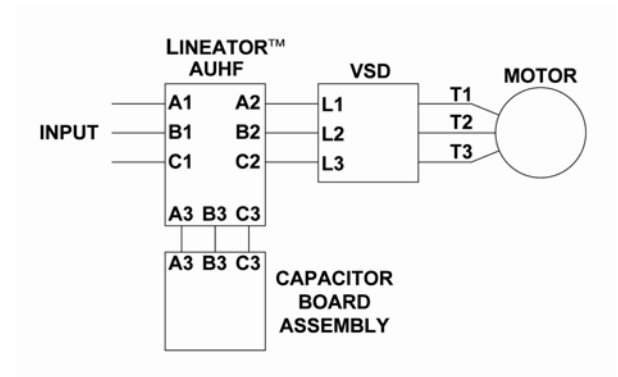 LINEATOR™
AUHF
VSD
MOTOR
INPUT
A1 A2
B1 B2
C1 C2
L1
L2
L3
T1
T2
T3
A3 B3 C3
A3 B3 C3
CAPACITOR
BOARD
ASSEMBLY